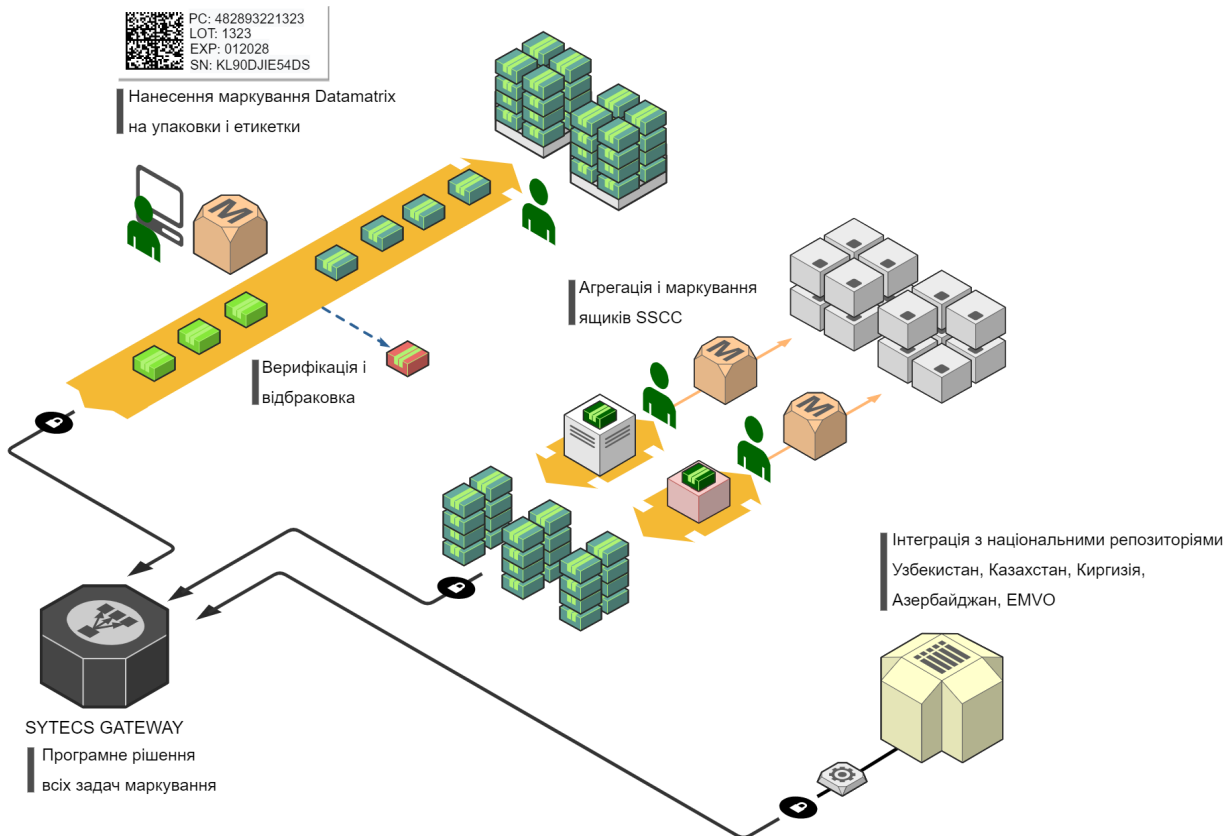 PC: 482893221323
LOT: 1323
EXP: 012028
SN: KL90DJIE54DS
Нанесення маркування Datamatrix
на упаковки і етикетки
M
Агрегація і маркування
ящиків SSCC
M
M
Верифікація і
відбраковка
Інтеграція з національними репозиторіями
Узбекистан, Казахстан, Киргизія,
Азербайджан, EMVO
SYTECS GATEWAY
Програмне рішення
всіх задач маркування